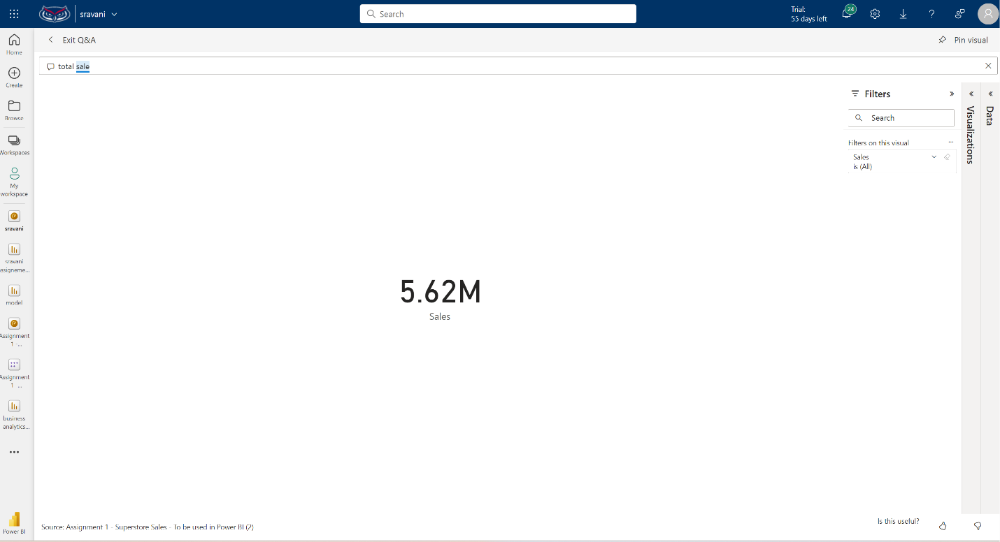 sravani
Search
Trial:
55 days left
24
Home
Create
Browse
Workspaces
My
workspace
sravani
sravani
assigneme...
model
Assignment
1 -...
Assignment
1 ...
business
analytics...
Power BI
Exit Q&A
Pin visual
total sale
5.62M
Sales
Filters
Search
Filters on this visual
Sales
is (All)
Visualizations
Data
Source: Assignment 1 - Superstore Sales - To be used in Power BI (2)
Is this useful?